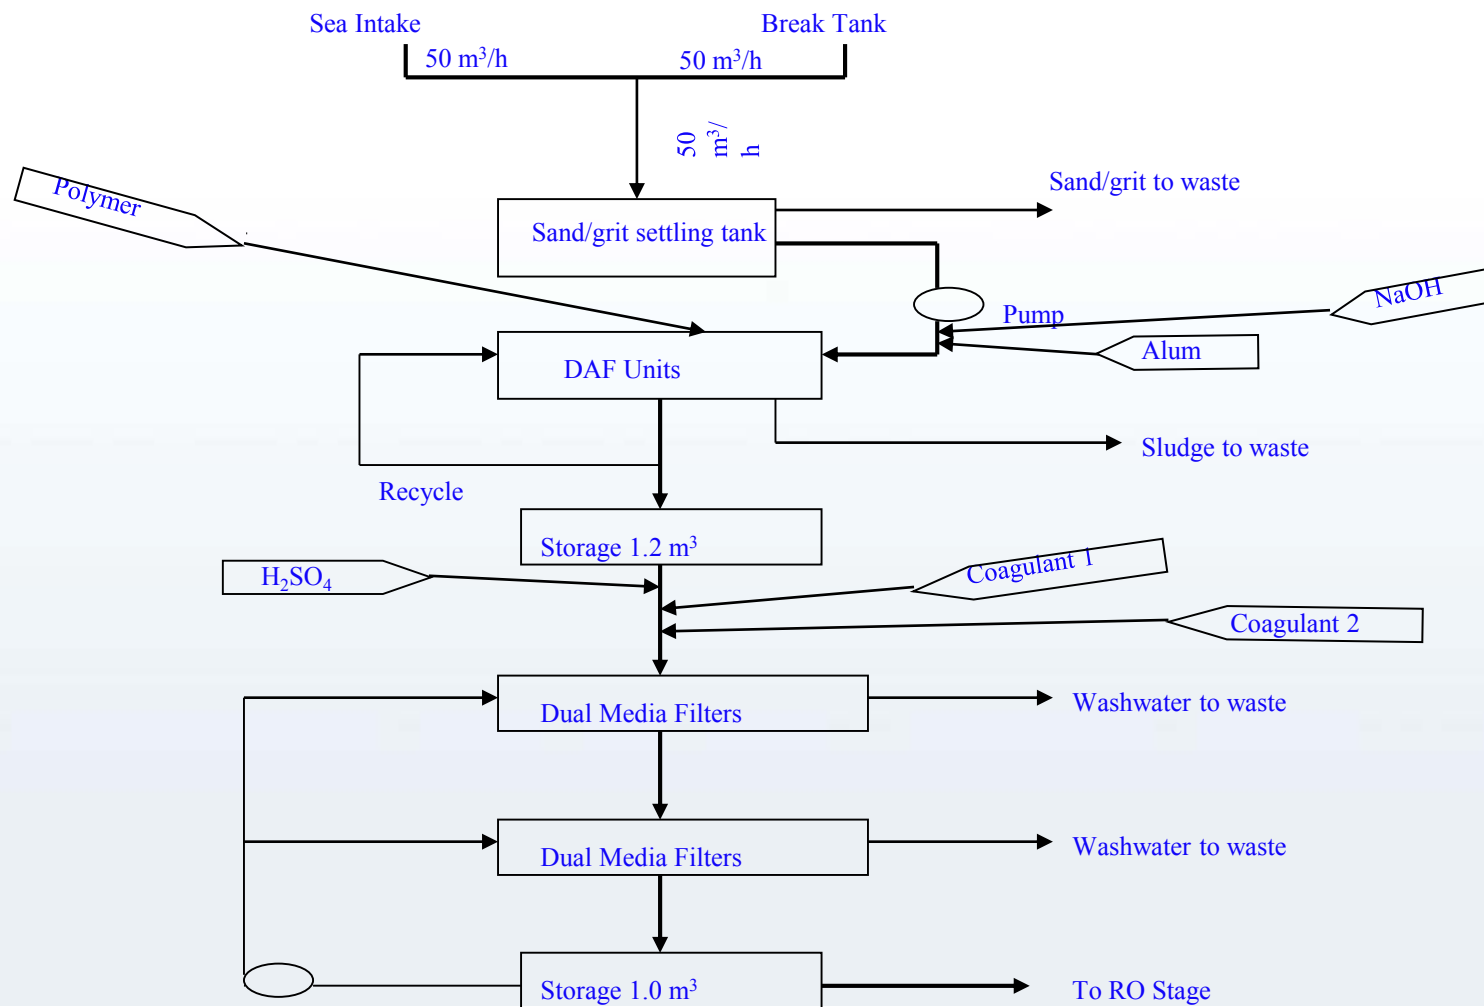 Sea Intake
Break Tank
50 m³/h
50 m³/h
50
m³/
h
Polymer
Sand/grit to waste
Sand/grit settling tank
NaOH
Pump
Alum
DAF Units
Sludge to waste
Recycle
Storage 1.2 m³
H₂SO₄
Coagulant 1
Coagulant 2
Dual Media Filters
Washwater to waste
Dual Media Filters
Washwater to waste
Storage 1.0 m³
To RO Stage